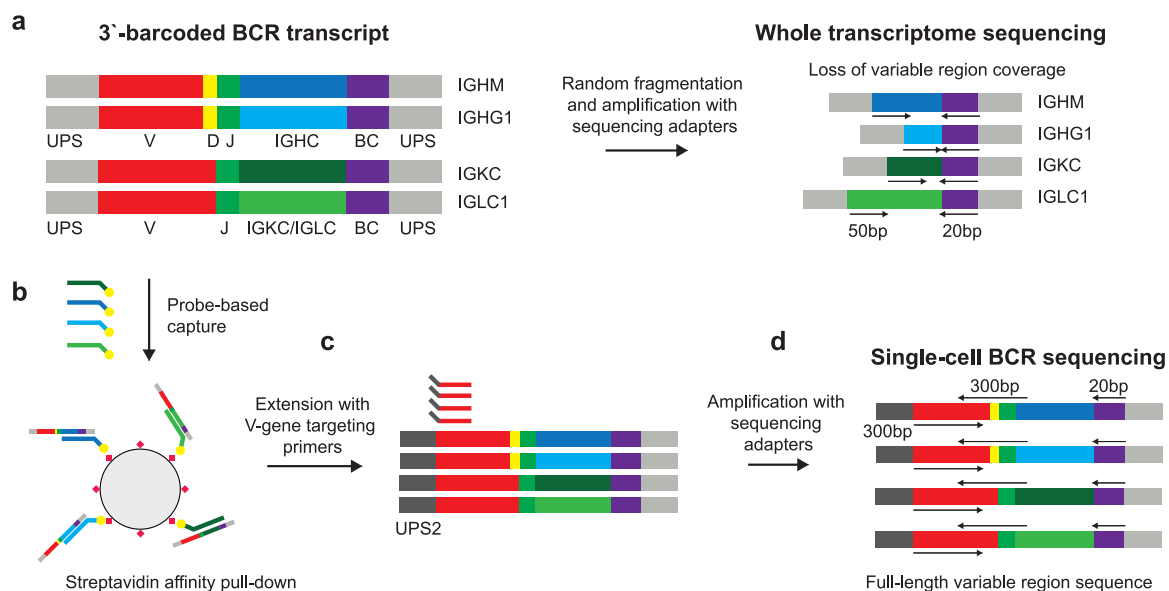 a
3`-barcoded BCR transcript
IGHM
IGHG1
UPS V D J IGHC BC UPS
IGKC
IGLC1
UPS V J IGKC/IGLC BC UPS
Random fragmentation
and amplification with
sequencing adapters
Whole transcriptome sequencing
Loss of variable region coverage
IGHM
IGHG1
IGKC
IGLC1
50bp 20bp
b
Probe-based
capture
Streptavidin affinity pull-down
Extension with
V-gene targeting
primers
c
UPS2
Amplification with
sequencing
adapters
d
Single-cell BCR sequencing
300bp 20bp
300bp
Full-length variable region sequence